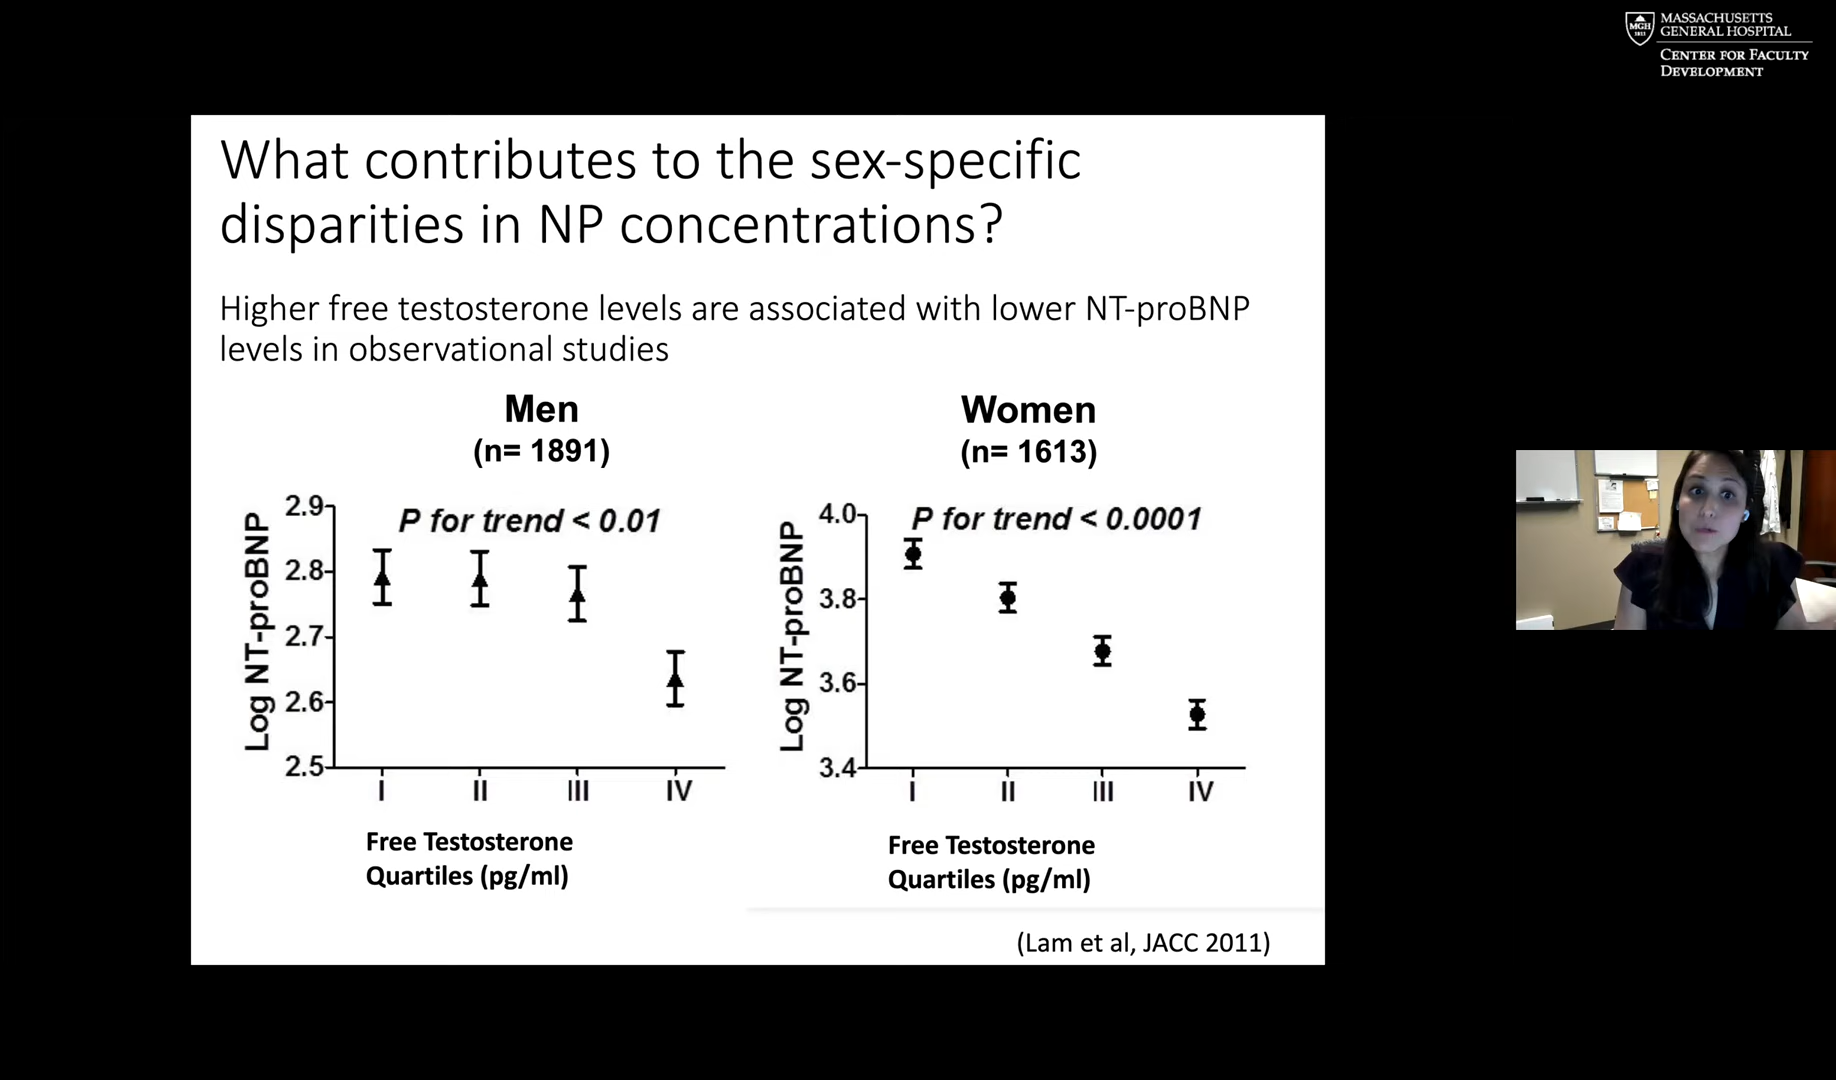 MASSACHUSETTS
GENERAL HOSPITAL
CENTER FOR FACULTY
DEVELOPMENT
MGH
1811
What contributes to the sex-specific
disparities in NP concentrations?
Higher free testosterone levels are associated with lower NT-proBNP
levels in observational studies
Men
(n= 1891)
P for trend < 0.01
Log NT-proBNP
2.9
2.8
2.7
2.6
2.5
I II III IV
Free Testosterone
Quartiles (pg/ml)
Women
(n= 1613)
P for trend < 0.0001
Log NT-proBNP
4.0
3.8
3.6
3.4
I II III IV
Free Testosterone
Quartiles (pg/ml)
(Lam et al, JACC 2011)